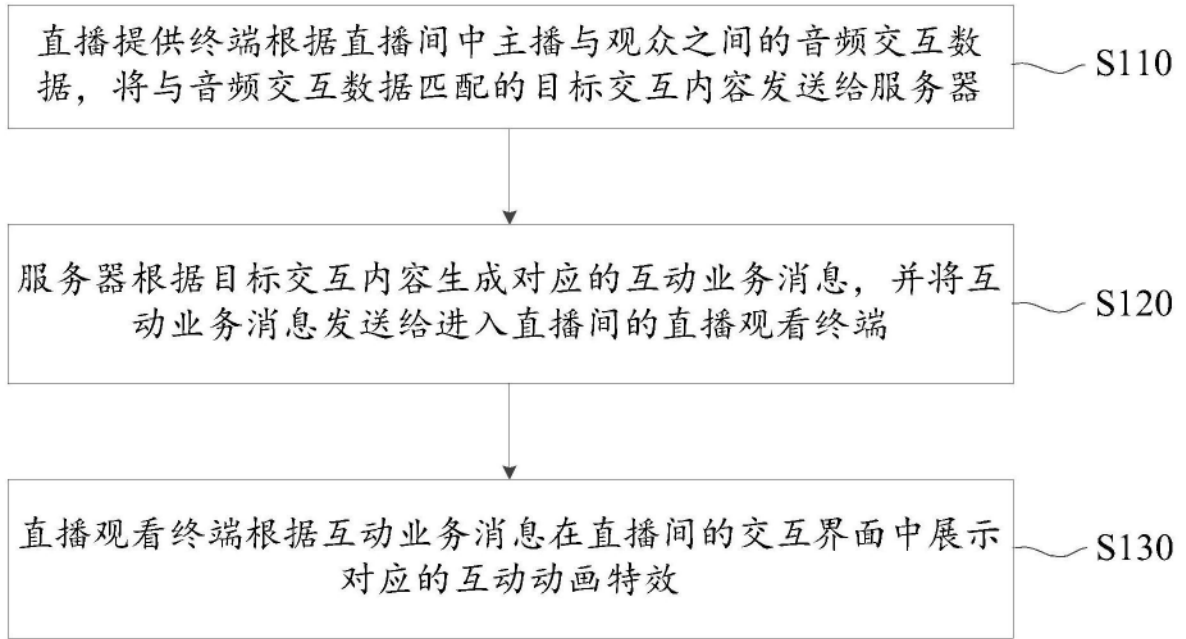 直播提供终端根据直播间中主播与观众之间的音频交互数
据，将与音频交互数据匹配的目标交互内容发送给服务器
S110
服务器根据目标交互内容生成对应的互动业务消息，并将互
动业务消息发送给进入直播间的直播观看终端
S120
直播观看终端根据互动业务消息在直播间的交互界面中展示
对应的互动动画特效
S130